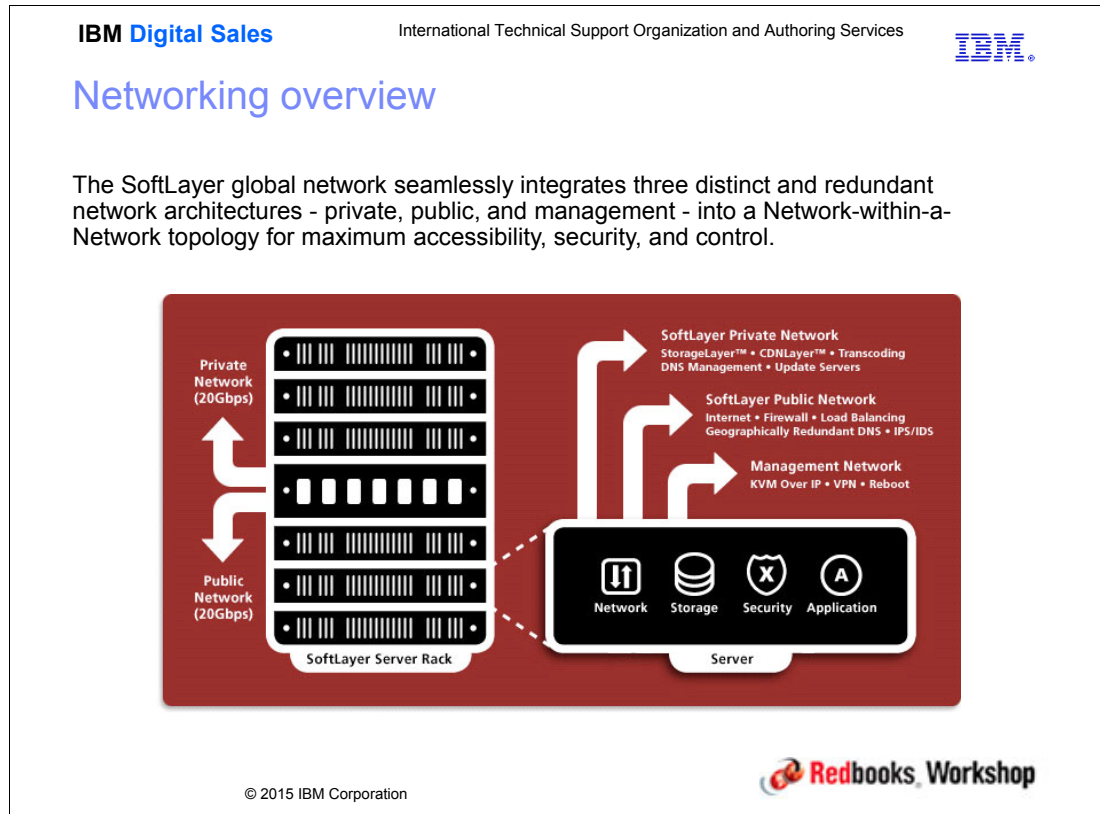 IBM Digital Sales
International Technical Support Organization and Authoring Services
IBM®
Networking overview
The SoftLayer global network seamlessly integrates three distinct and redundant
network architectures - private, public, and management - into a Network-within-a-
Network topology for maximum accessibility, security, and control.
Private
Network
(20Gbps)
Public
Network
(20Gbps)
SoftLayer Server Rack
SoftLayer Private Network
StorageLayer™ • CDNLayer™ • Transcoding
DNS Management • Update Servers
SoftLayer Public Network
Internet • Firewall • Load Balancing
Geographically Redundant DNS • IPS/IDS
Management Network
KVM Over IP • VPN • Reboot
X
A
Network
Storage
Security
Application
Server
© 2015 IBM Corporation
Redbooks® Workshop